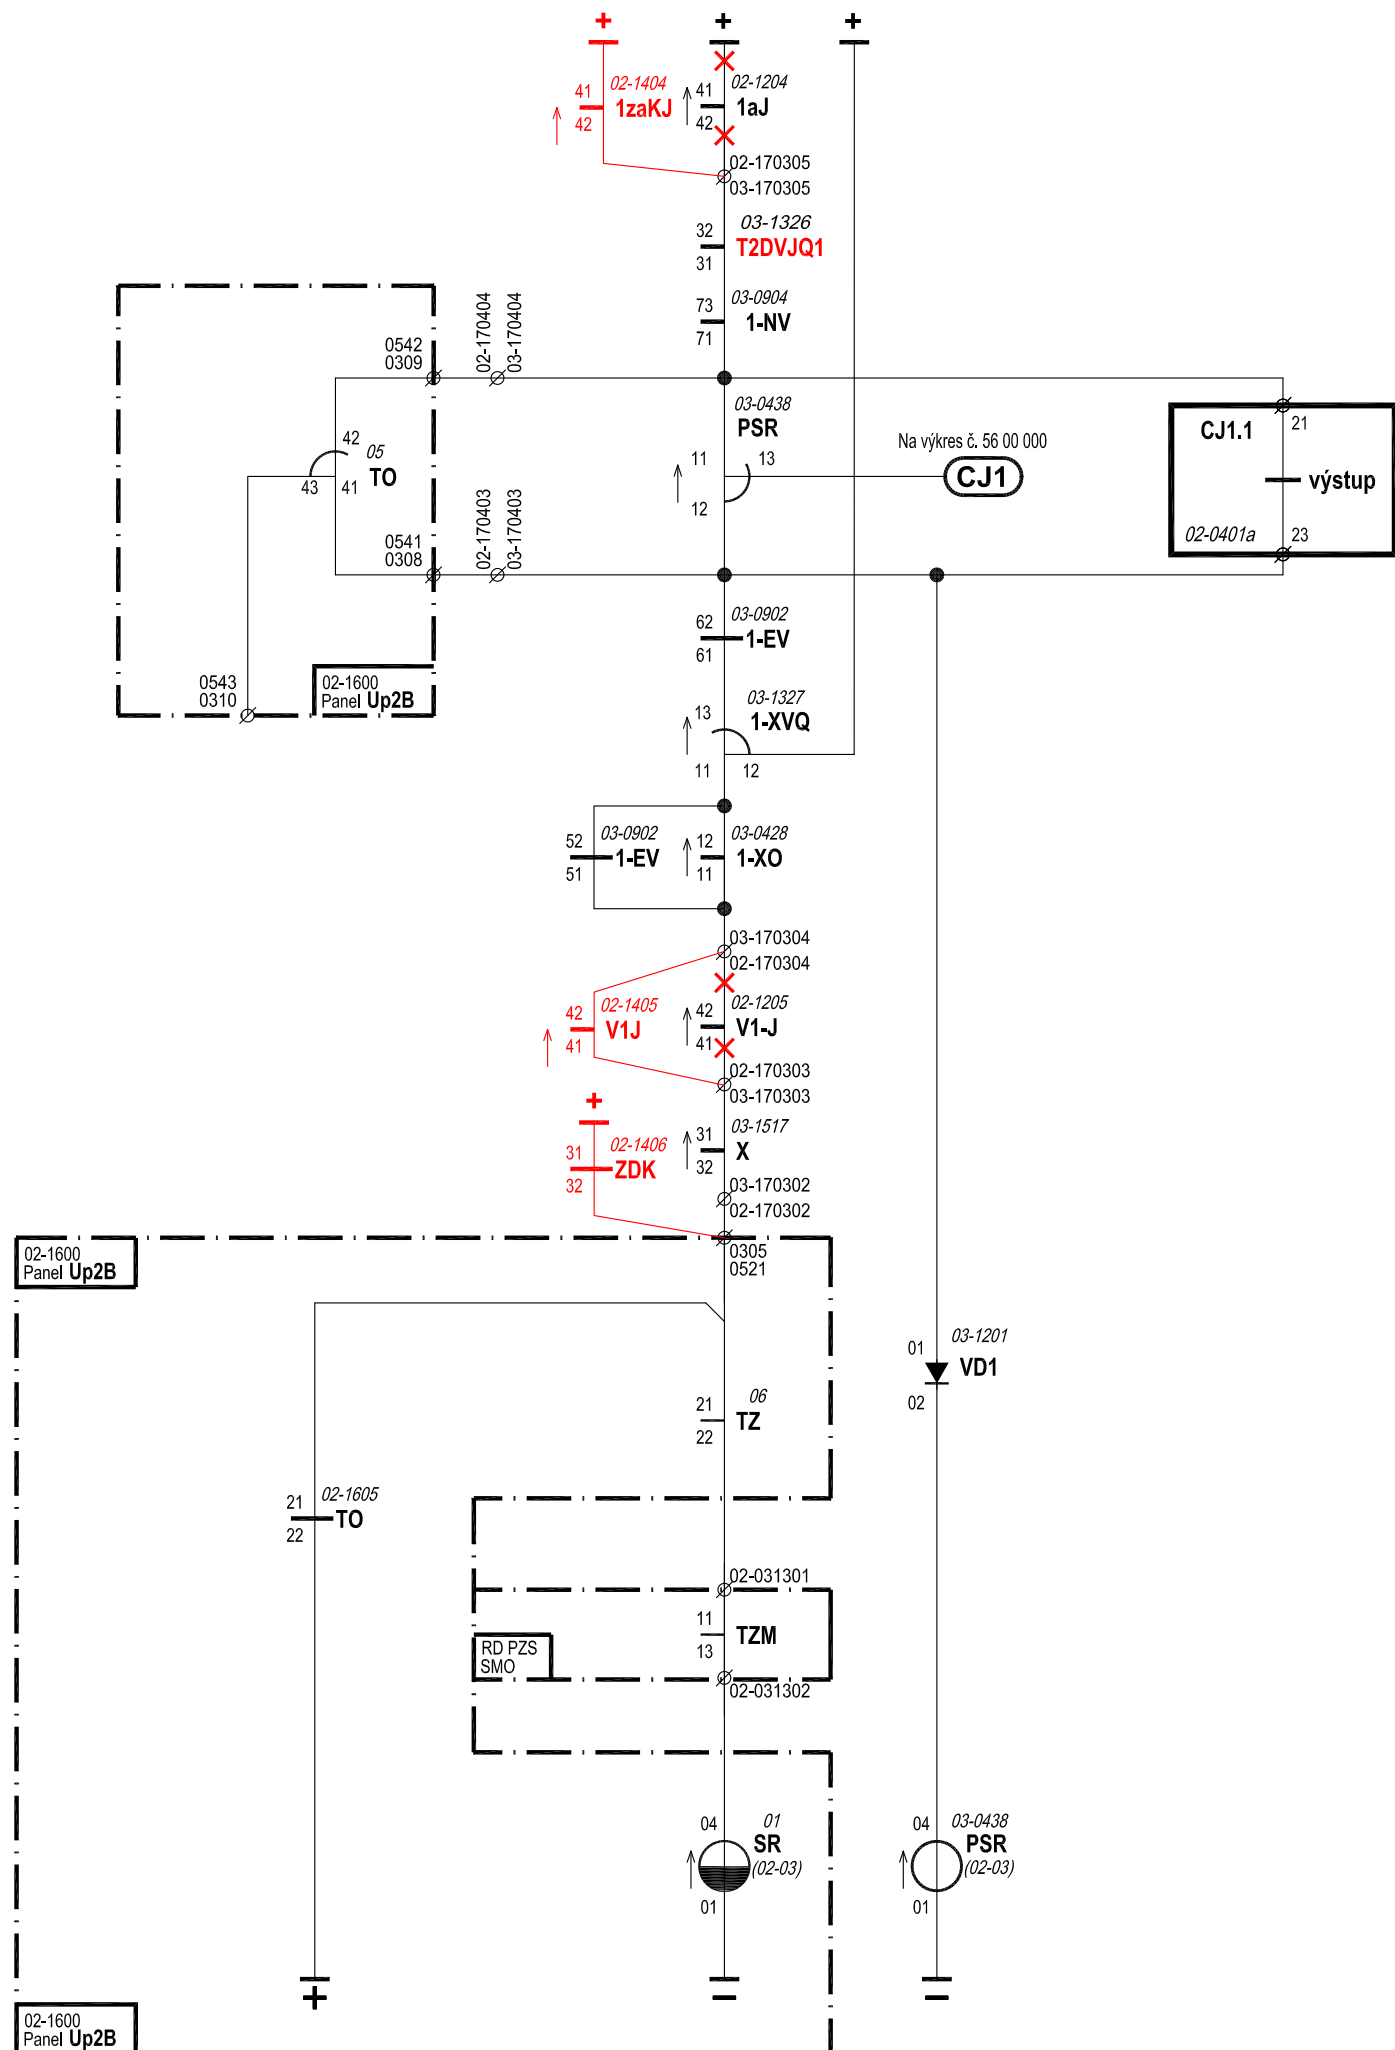 + + +
41 02-1404
1zaKJ
42
41 02-1204
1aJ
42
02-170305
03-170305
32 03-1326
T2DVJQ1
31
73 03-0904
1-NV
71
0542
0309
02-170404
03-170404
03-0438
PSR
11 13
12
Na výkres č. 56 00 000
CJ1
CJ1.1
21
výstup
02-0401a 23
42 05
TO
43 41
0541
0308
02-170403
03-170403
62 03-0902
1-EV
61
0543
0310
02-1600
Panel Up2B
03-1327
13 1-XVQ
11 12
52 03-0902
1-EV
51
12 03-0428
1-XO
11
03-170304
02-170304
42 02-1405
V1J
41
42 02-1205
V1-J
41
02-170303
03-170303
+
31 02-1406
ZDK
32
31 03-1517
X
32
03-170302
02-170302
02-1600
Panel Up2B
0305
0521
01 03-1201
VD1
02
21 06
TZ
22
21 02-1605
TO
22
02-031301
11
TZM
13
RD PZS
SMO
02-031302
04 01
SR
(02-03)
01
04 03-0438
PSR
(02-03)
01
+ − −
02-1600
Panel Up2B